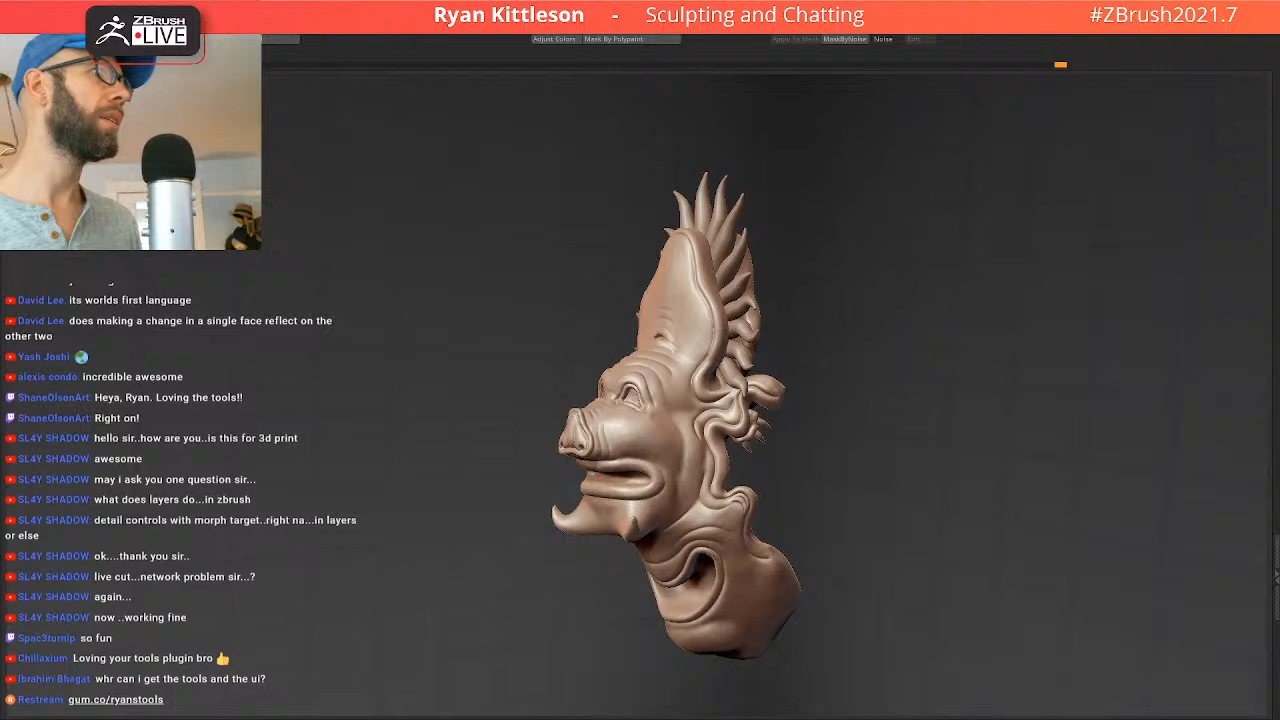 Ryan Kittleson - Sculpting and Chatting #ZBrush2021.7
ZBRUSH
LIVE
Adjust Colors Mask By Polypaint Apply To Mesh MaskByNoise Noise Edit
David Lee: its worlds first language
David Lee: does making a change in a single face reflect on the
other two
Yash Joshi 🌏
alexis condo: incredible awesome
ShaneOlsonArt: Heya, Ryan. Loving the tools!!
ShaneOlsonArt: Right on!
SL4Y SHADOW: hello sir..how are you..is this for 3d print
SL4Y SHADOW: awesome
SL4Y SHADOW: may i ask you one question sir...
SL4Y SHADOW: what does layers do...in zbrush
SL4Y SHADOW: detail controls with morph target..right na...in layers
or else
SL4Y SHADOW: ok....thank you sir..
SL4Y SHADOW: live cut...network problem sir...?
SL4Y SHADOW: again...
SL4Y SHADOW: now ..working fine
Spac3turnip: so fun
Chillaxium: Loving your tools plugin bro 👍
Ibrahim Bhagat: whr can i get the tools and the ui?
Restream: gum.co/ryanstools